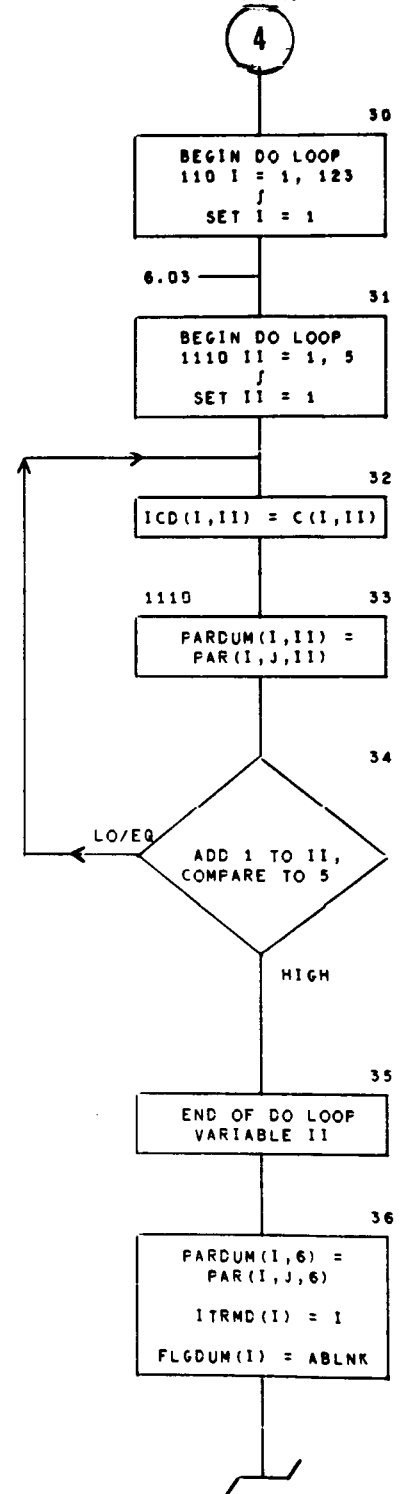 4
30
BEGIN DO LOOP
110 I = 1, 123
∫
SET I = 1
6.03
31
BEGIN DO LOOP
1110 II = 1, 5
∫
SET II = 1
32
ICD(I,II) = C(I,II)
1110
33
PARDUM(I,II) =
PAR(I,J,II)
34
LO/EQ
ADD 1 TO II,
COMPARE TO 5
HIGH
35
END OF DO LOOP
VARIABLE II
36
PARDUM(I,6) =
PAR(I,J,6)
ITRMD(I) = I
FLGDUM(I) = ABLNK